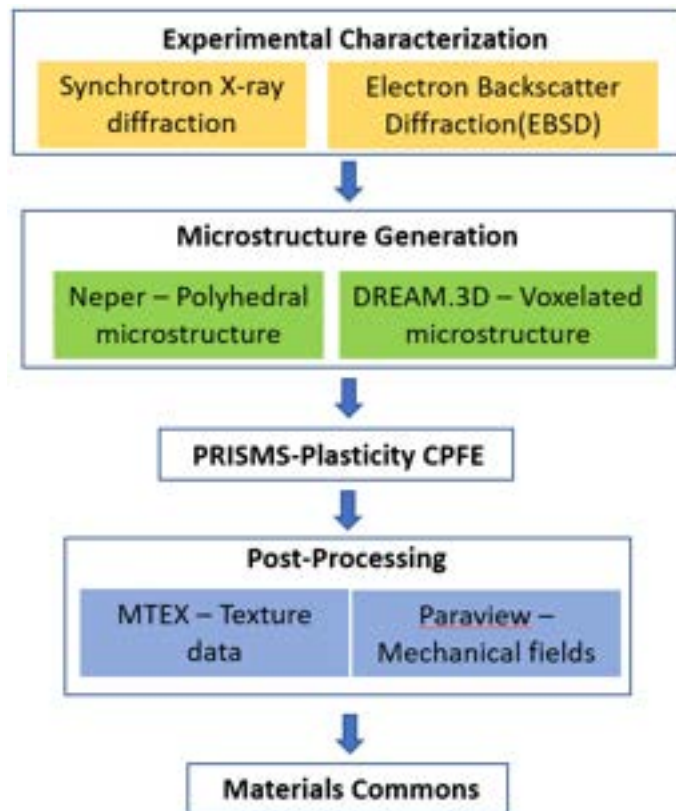 Experimental Characterization
Synchrotron X-ray
diffraction
Electron Backscatter
Diffraction(EBSD)
Microstructure Generation
Neper – Polyhedral
microstructure
DREAM.3D – Voxelated
microstructure
PRISMS-Plasticity CPFE
Post-Processing
MTEX – Texture
data
Paraview –
Mechanical fields
Materials Commons